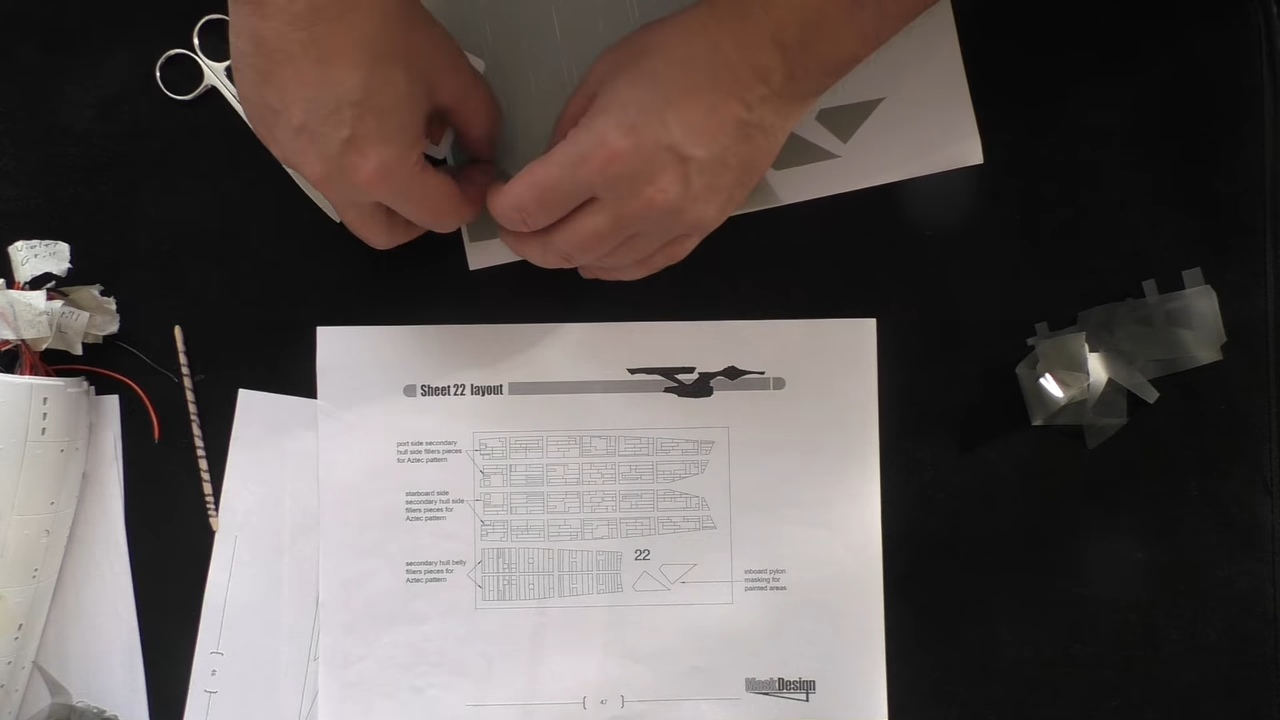 Violet
Sheet 22 layout
port side secondary
hull side fillers pieces
for Aztec pattern
starboard side
secondary hull side
fillers pieces for
Aztec pattern
22
secondary hull belly
fillers pieces for
Aztec pattern
inboard pylon
masking for
painted areas
47
MaskDesign